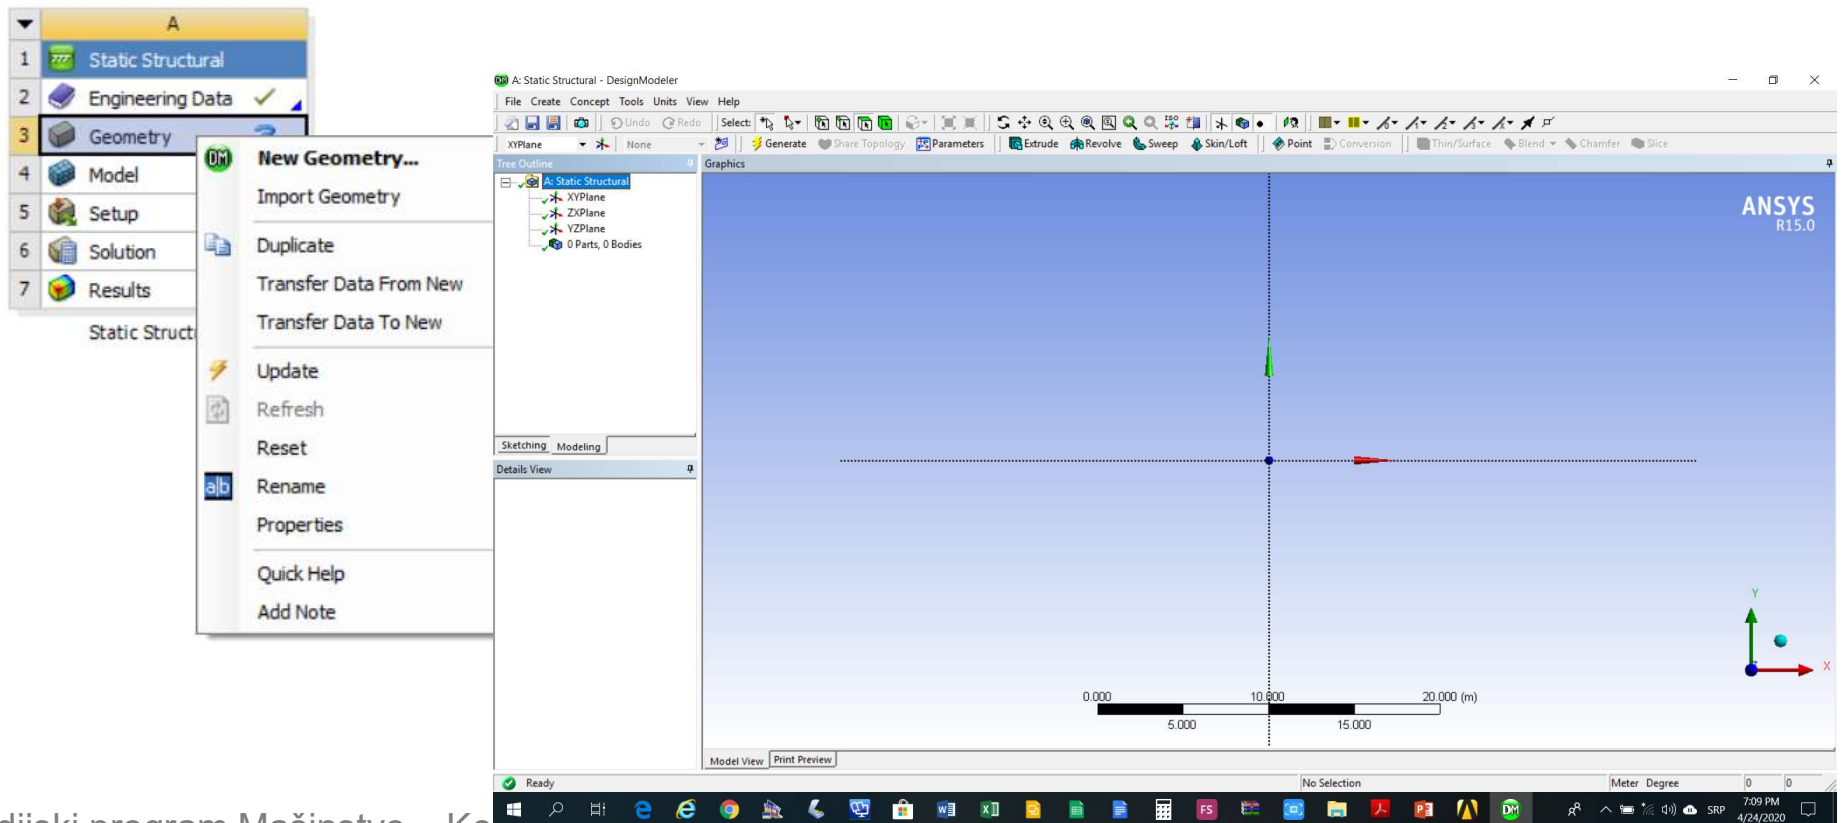 A
1 Static Structural
2 Engineering Data
3 Geometry
4 Model
5 Setup
6 Solution
7 Results
Static Struct
New Geometry...
Import Geometry
Duplicate
Transfer Data From New
Transfer Data To New
Update
Refresh
Reset
Rename
Properties
Quick Help
Add Note
A: Static Structural - DesignModeler
File Create Concept Tools Units View Help
Undo Redo Select:
XYPlane None Generate Share Topology Parameters Extrude Revolve Sweep Skin/Loft Point Conversion Thin/Surface Blend Chamfer Slice
Tree Outline
A: Static Structural
XYPlane
ZXPlane
YZPlane
0 Parts, 0 Bodies
Sketching Modeling
Details View
Graphics
ANSYS
R15.0
Y
X
0.000 10.000 20.000 (m)
5.000 15.000
Model View Print Preview
Ready No Selection Meter Degree 0 0
SRP 7:09 PM
4/24/2020
dijski program Mašinstvo